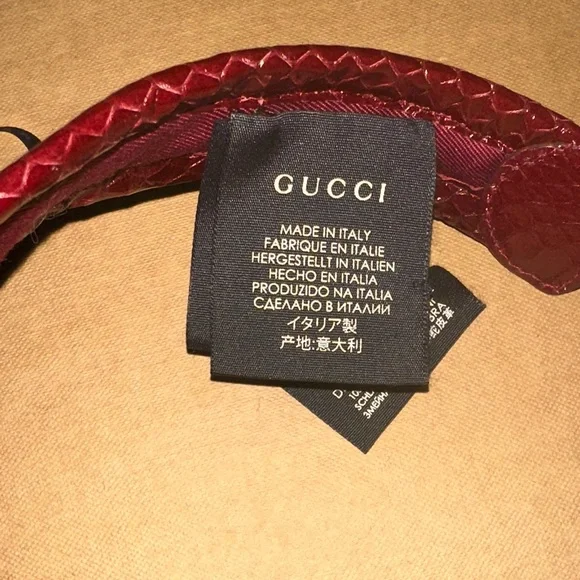 GUCCI
MADE IN ITALY
FABRIQUE EN ITALIE
HERGESTELLT IN ITALIEN
HECHO EN ITALIA
PRODUZIDO NA ITALIA
СДЕЛАНО В ИТАЛИИ
イタリア製
产地:意大利